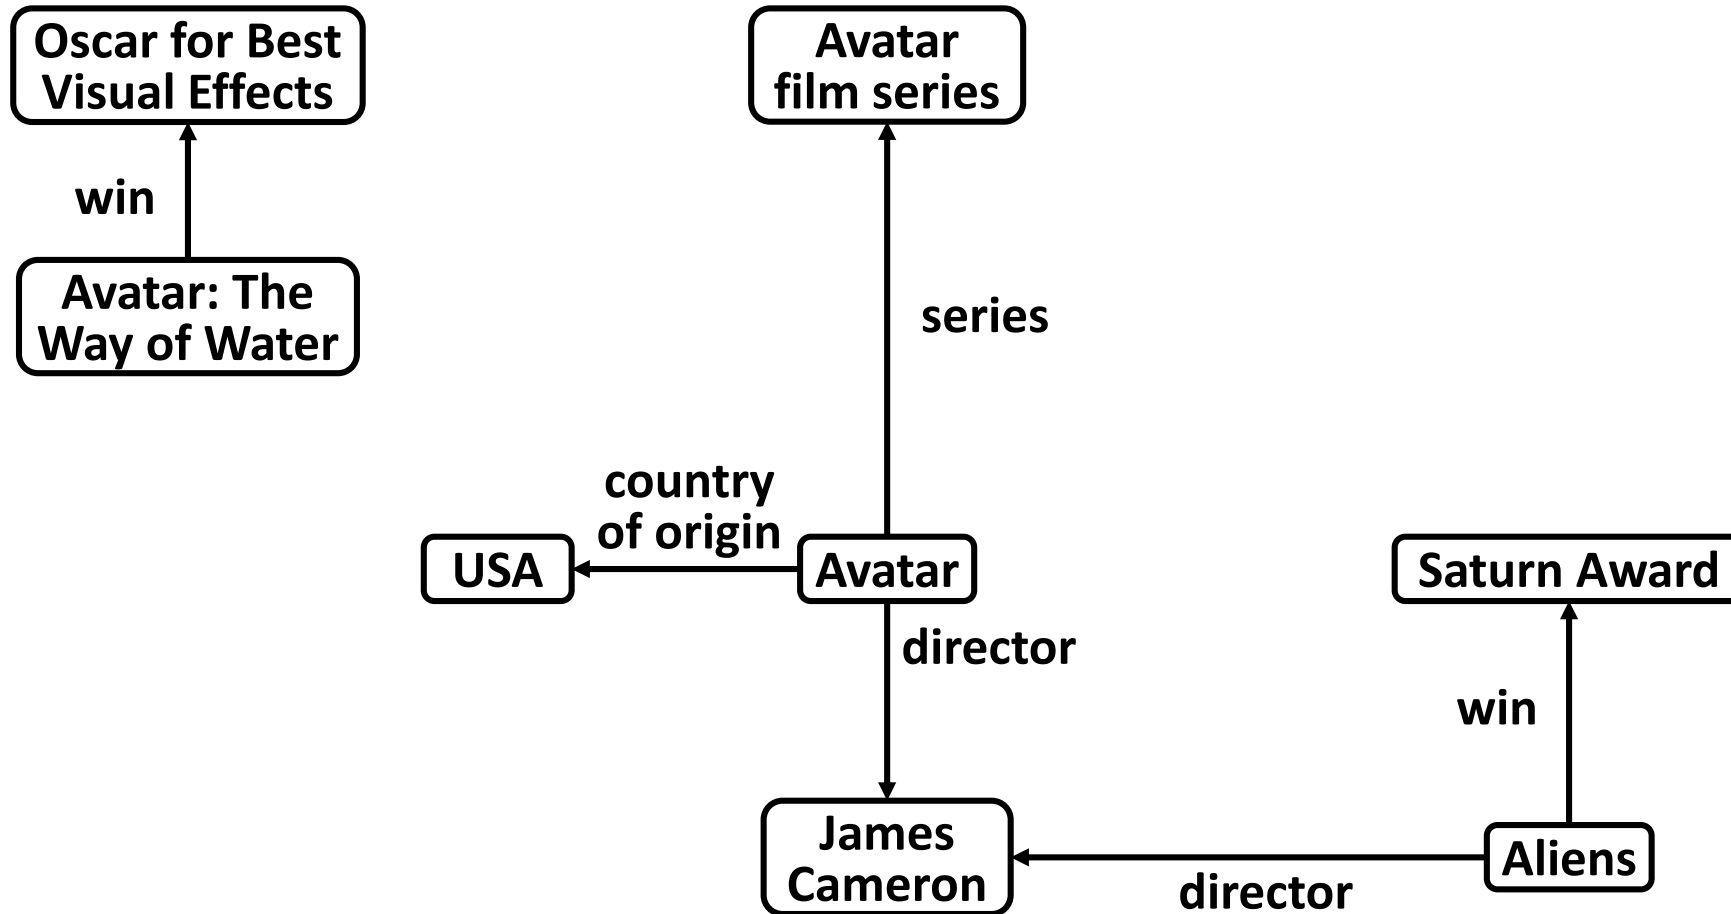 Oscar for Best
Visual Effects
Avatar
film series
win
Avatar: The
Way of Water
series
country
of origin
USA
Avatar
Saturn Award
director
win
James
Cameron
Aliens
director